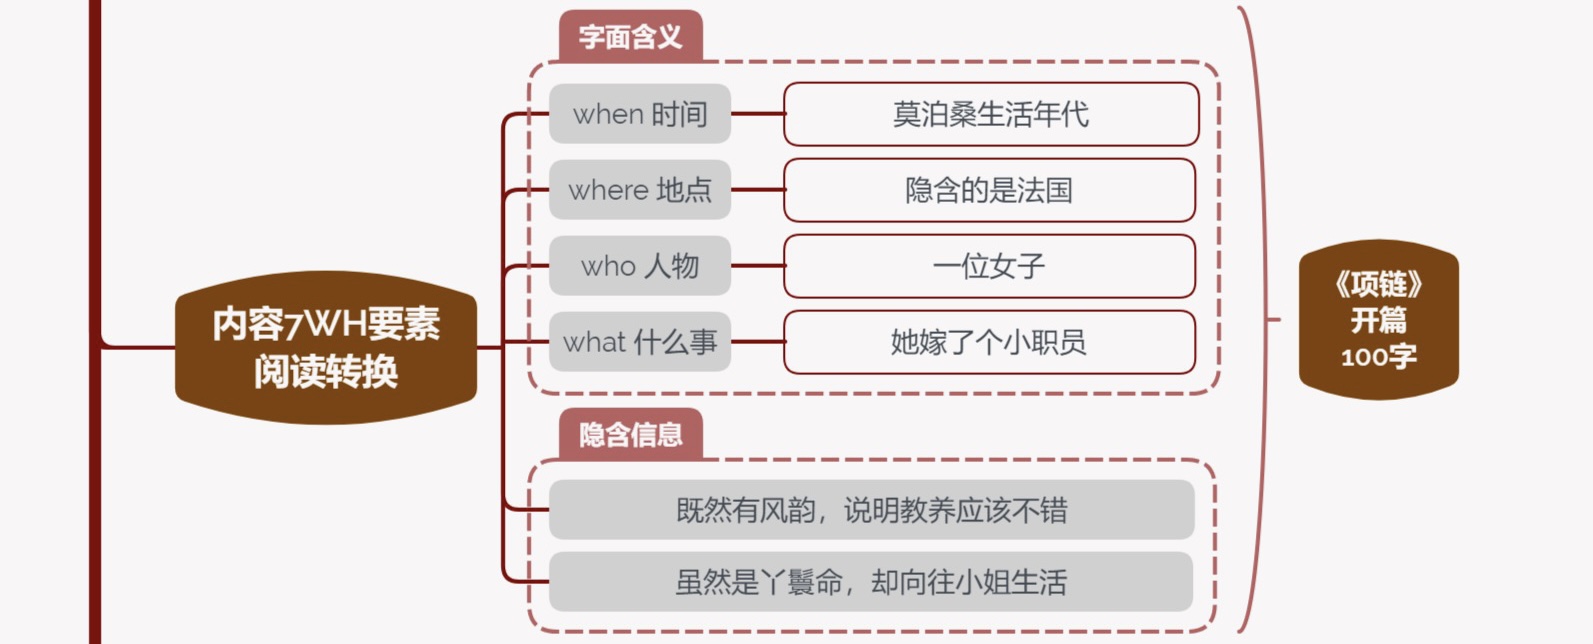 字面含义
when 时间
莫泊桑生活年代
where 地点
隐含的是法国
who 人物
一位女子
what 什么事
她嫁了个小职员
内容7WH要素
阅读转换
隐含信息
既然有风韵，说明教养应该不错
虽然是丫鬟命，却向往小姐生活
《项链》
开篇
100字